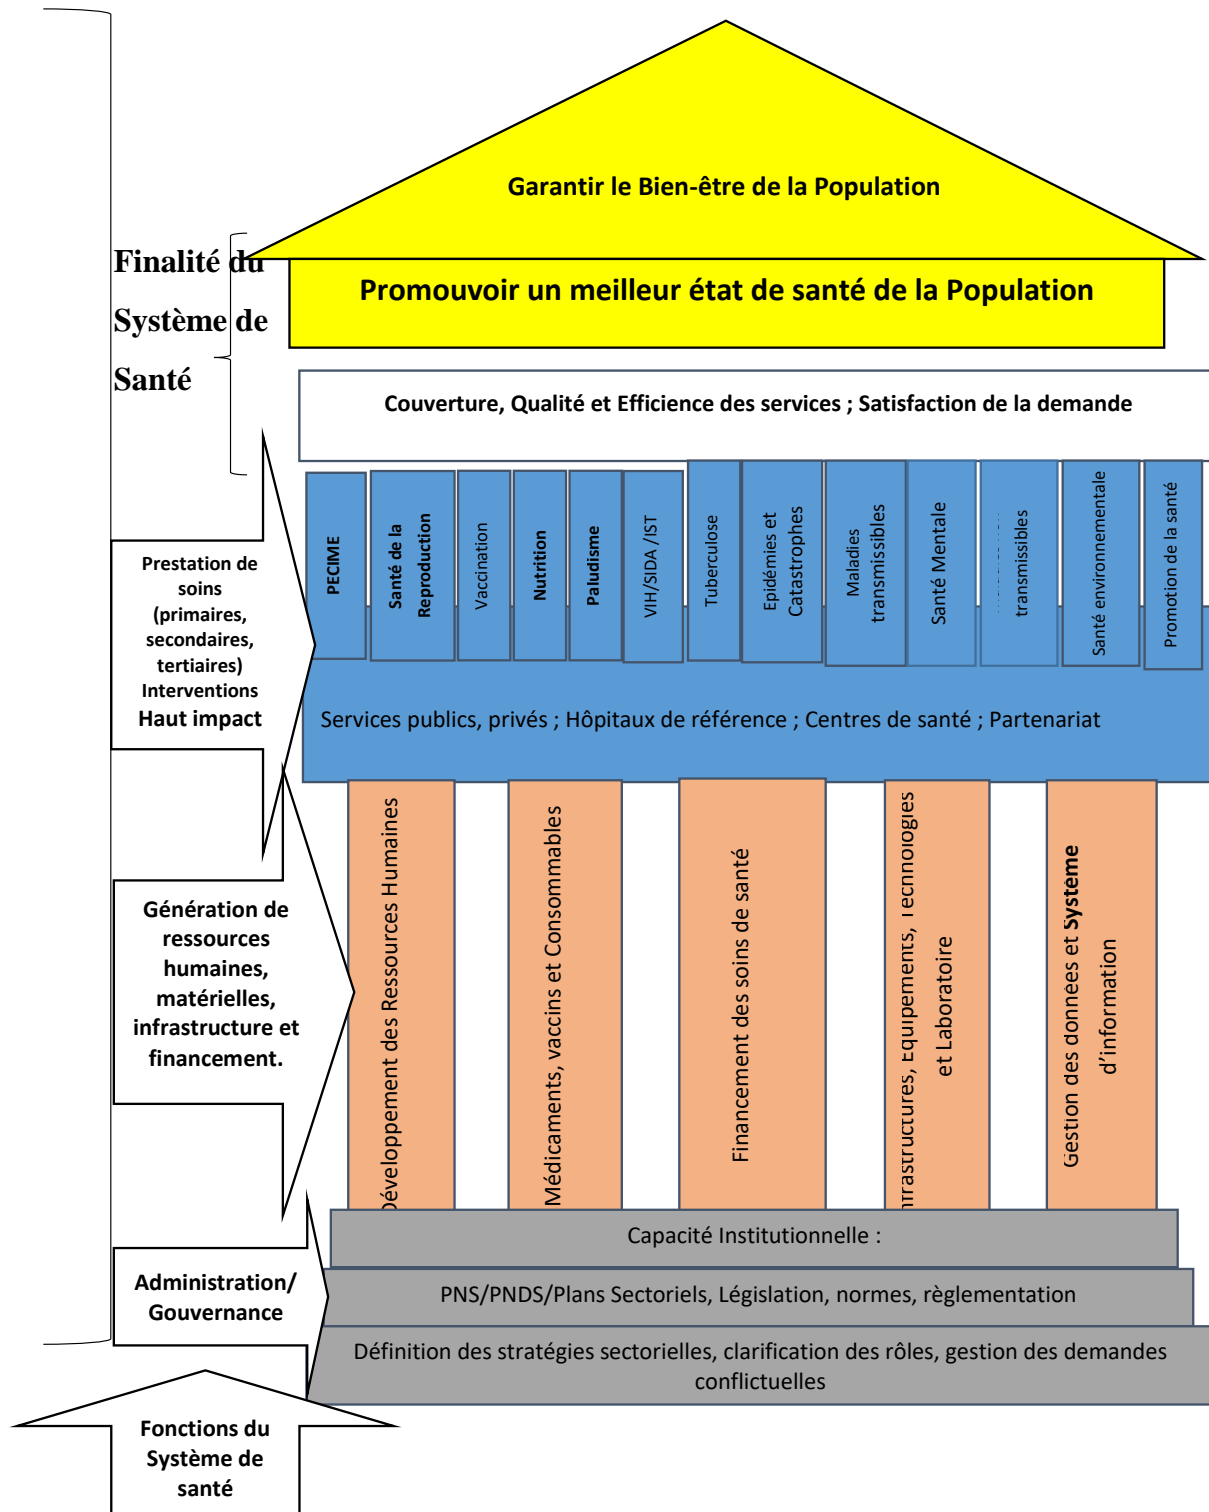 Garantir le Bien-être de la Population
Promouvoir un meilleur état de santé de la Population
Finalité du
Système de
Santé
Couverture, Qualité et Efficience des services ; Satisfaction de la demande
Prestation de
soins
(primaires,
secondaires,
tertiaires)
Interventions
Haut impact
PECIME
Santé de la
Reproduction
Vaccination
Nutrition
Paludisme
VIH/SIDA /IST
Tuberculose
Epidémies et
Catastrophes
Maladies
transmissibles
Santé Mentale
transmissibles
Santé environnementale
Promotion de la santé
Services publics, privés ; Hôpitaux de référence ; Centres de santé ; Partenariat
Génération de
ressources
humaines,
matérielles,
infrastructure et
financement.
Développement des Ressources Humaines
Médicaments, vaccins et Consommables
Financement des soins de santé
Infrastructures, Equipements, Technologies
et Laboratoire
Gestion des données et Système
d’information
Administration/
Gouvernance
Capacité Institutionnelle :
PNS/PNDS/Plans Sectoriels, Législation, normes, règlementation
Définition des stratégies sectorielles, clarification des rôles, gestion des demandes
conflictuelles
Fonctions du
Système de
santé